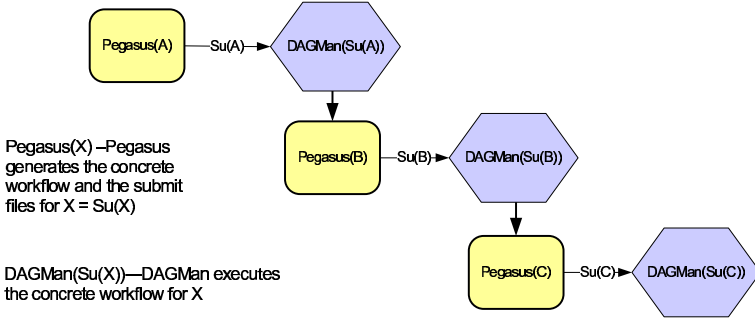 Pegasus(A)
Su(A)
DAGMan(Su(A))
Pegasus(B)
Su(B)
DAGMan(Su(B))
Pegasus(X) –Pegasus
generates the concrete
workflow and the submit
files for X = Su(X)
Pegasus(C)
Su(C)
DAGMan(Su(C))
DAGMan(Su(X))—DAGMan executes
the concrete workflow for X